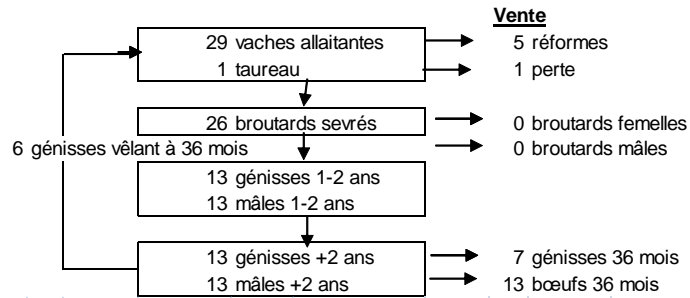 Vente
29 vaches allaitantes 5 réformes
1 taureau 1 perte
26 broutards sevrés 0 broutards femelles
6 génisses vêlant à 36 mois 0 broutards mâles
13 génisses 1-2 ans
13 mâles 1-2 ans
13 génisses +2 ans 7 génisses 36 mois
13 mâles +2 ans 13 bœufs 36 mois